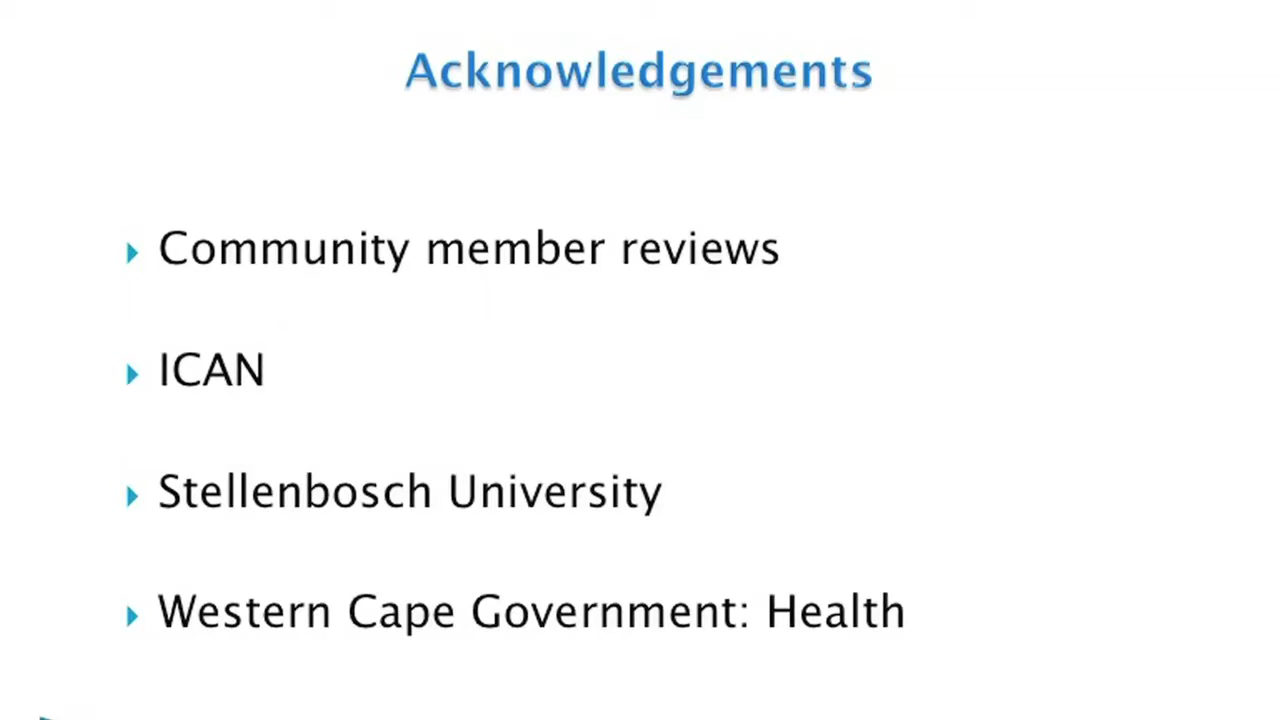 Acknowledgements
Community member reviews
ICAN
Stellenbosch University
Western Cape Government: Health